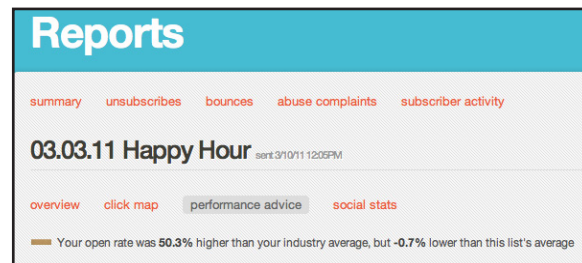 Reports
summary unsubscribes bounces abuse complaints subscriber activity
03.03.11 Happy Hour sent 3/10/11 12:05PM
overview click map performance advice social stats
Your open rate was 50.3% higher than your industry average, but -0.7% lower than this list's average